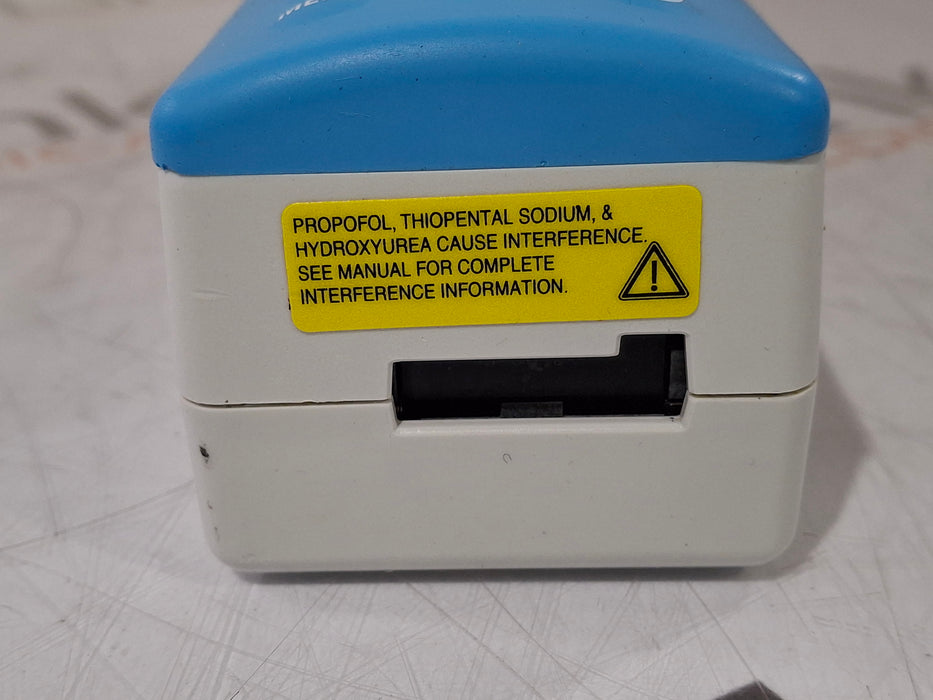 PROPOFOL, THIOPENTAL SODIUM, &
HYDROXYUREA CAUSE INTERFERENCE.
SEE MANUAL FOR COMPLETE
INTERFERENCE INFORMATION.